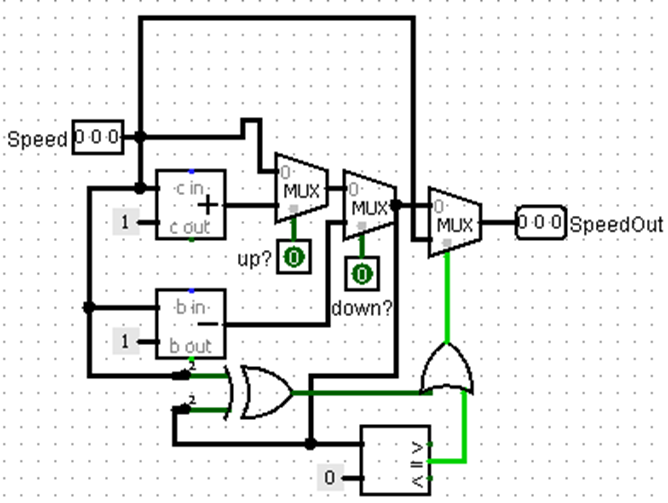 Speed 0 0 0
c in
+
1
c out
0
MUX
0
MUX
0
MUX
0 0 0 SpeedOut
up? 0
0
down?
b in
−
1
b out
2
2
>
=
<
0